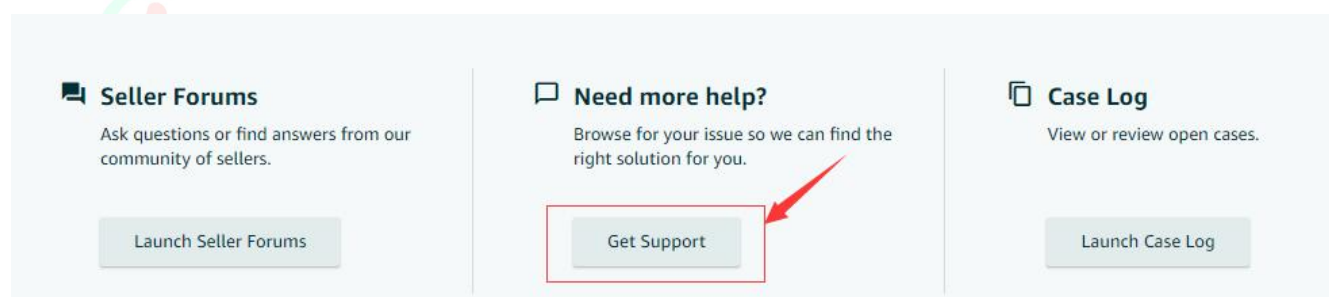 Seller Forums
Ask questions or find answers from our
community of sellers.
Launch Seller Forums
Need more help?
Browse for your issue so we can find the
right solution for you.
Get Support
Case Log
View or review open cases.
Launch Case Log